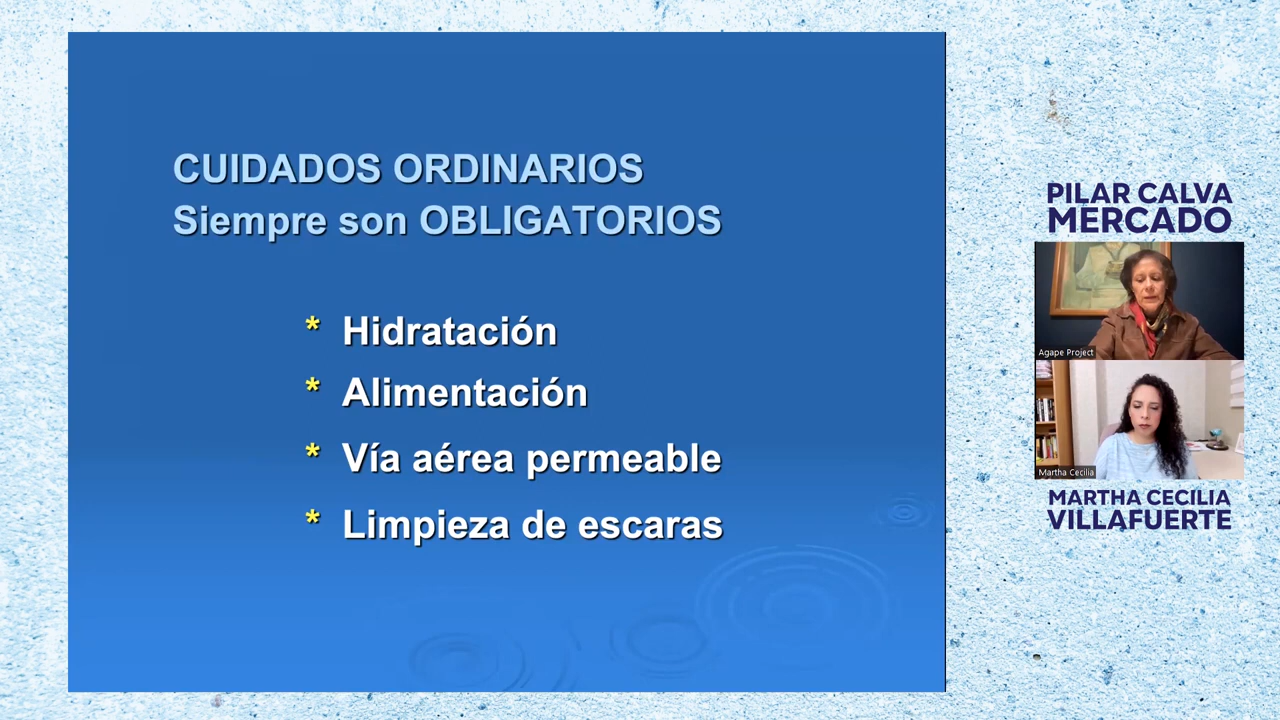 CUIDADOS ORDINARIOS
Siempre son OBLIGATORIOS
* Hidratación
* Alimentación
* Vía aérea permeable
* Limpieza de escaras
PILAR CALVA
MERCADO
Agape Project
Martha Cecilia
MARTHA CECILIA
VILLAFUERTE